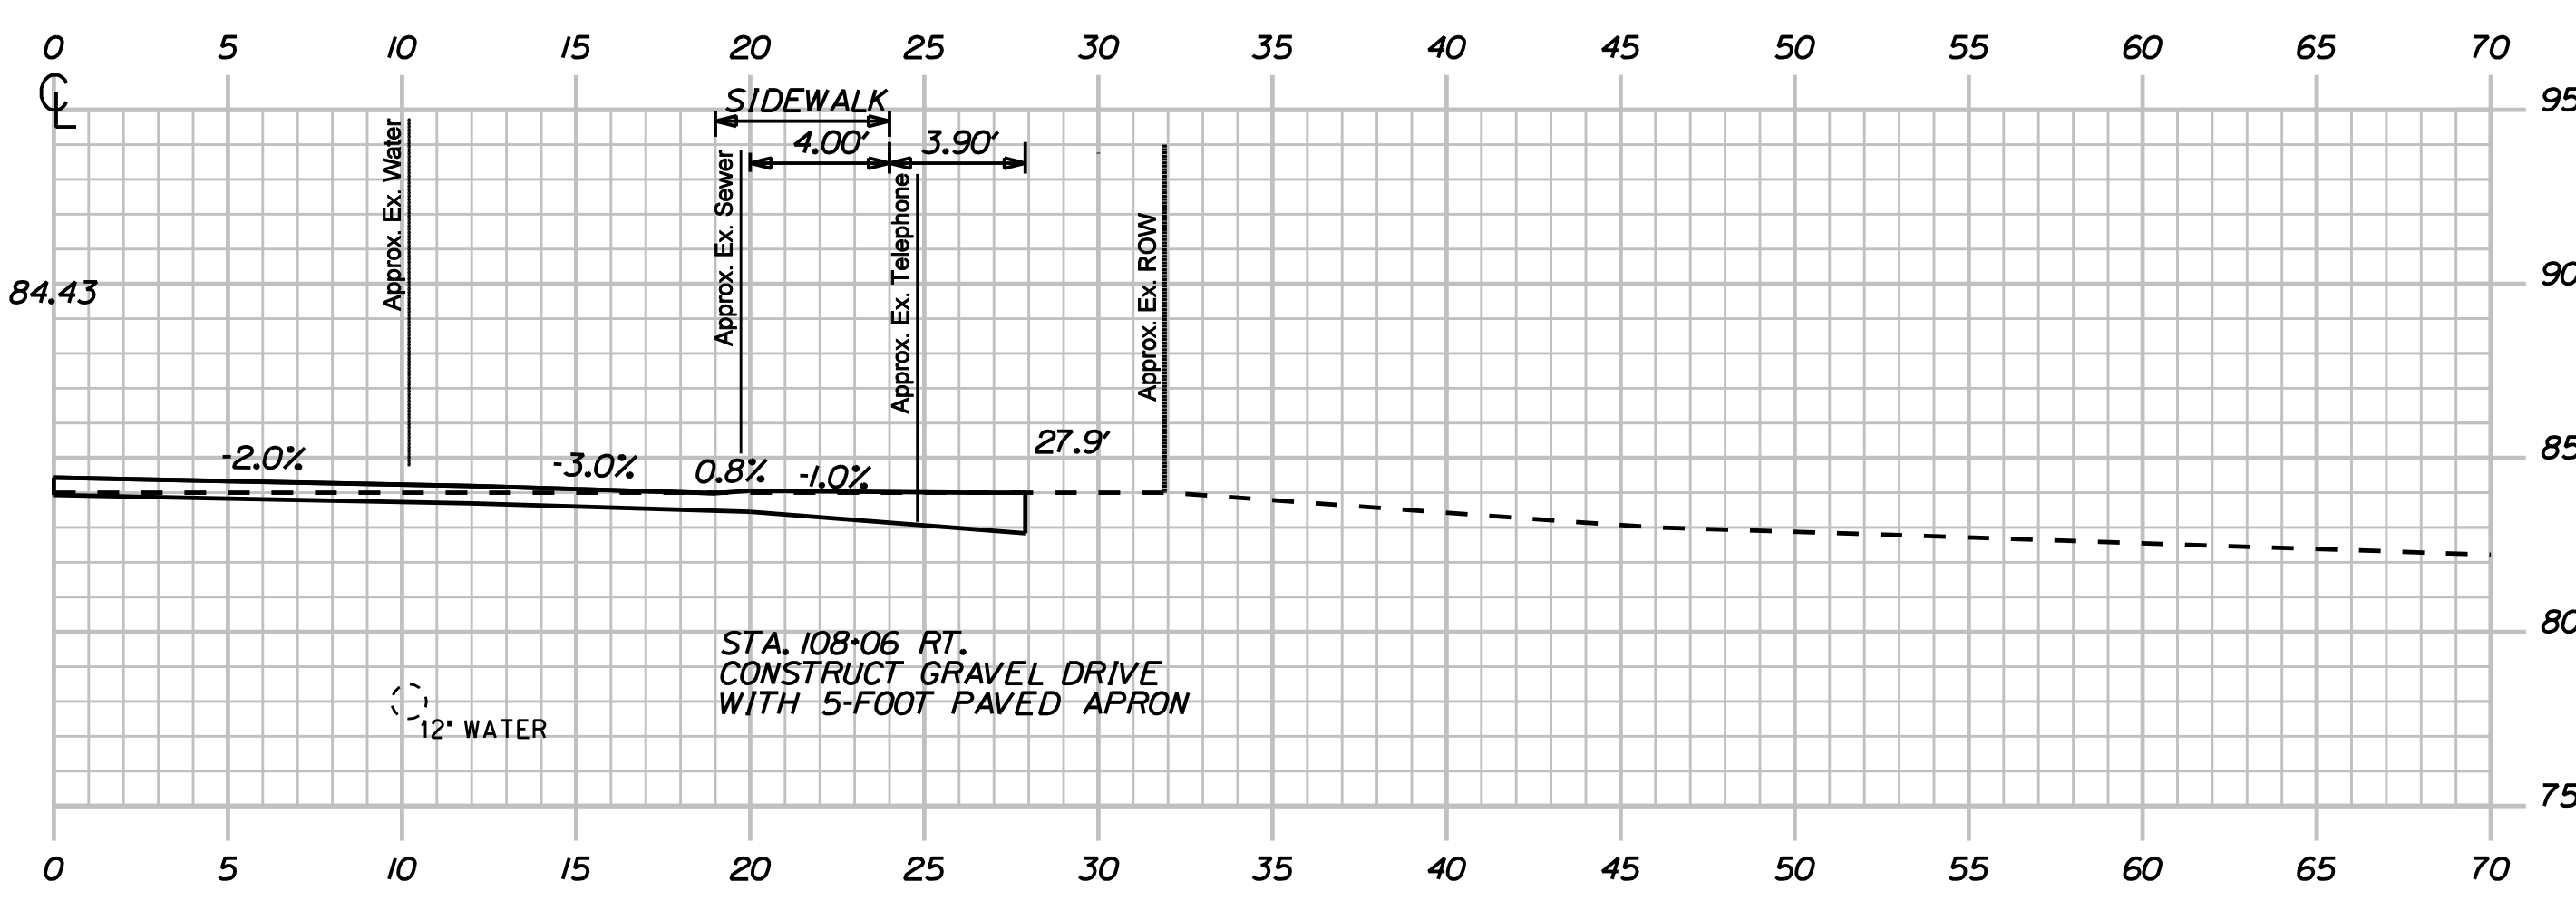 0 5 10 15 20 25 30 35 40 45 50 55 60 65 70
℄
95
SIDEWALK
4.00' 3.90'
Approx. Ex. Water
Approx. Ex. Sewer
Approx. Ex. Telephone
Approx. Ex. ROW
90
84.43
27.9'
85
-2.0% -3.0% 0.8% -1.0%
80
STA. 108+06 RT.
CONSTRUCT GRAVEL DRIVE
WITH 5-FOOT PAVED APRON
12" WATER
75
0 5 10 15 20 25 30 35 40 45 50 55 60 65 70